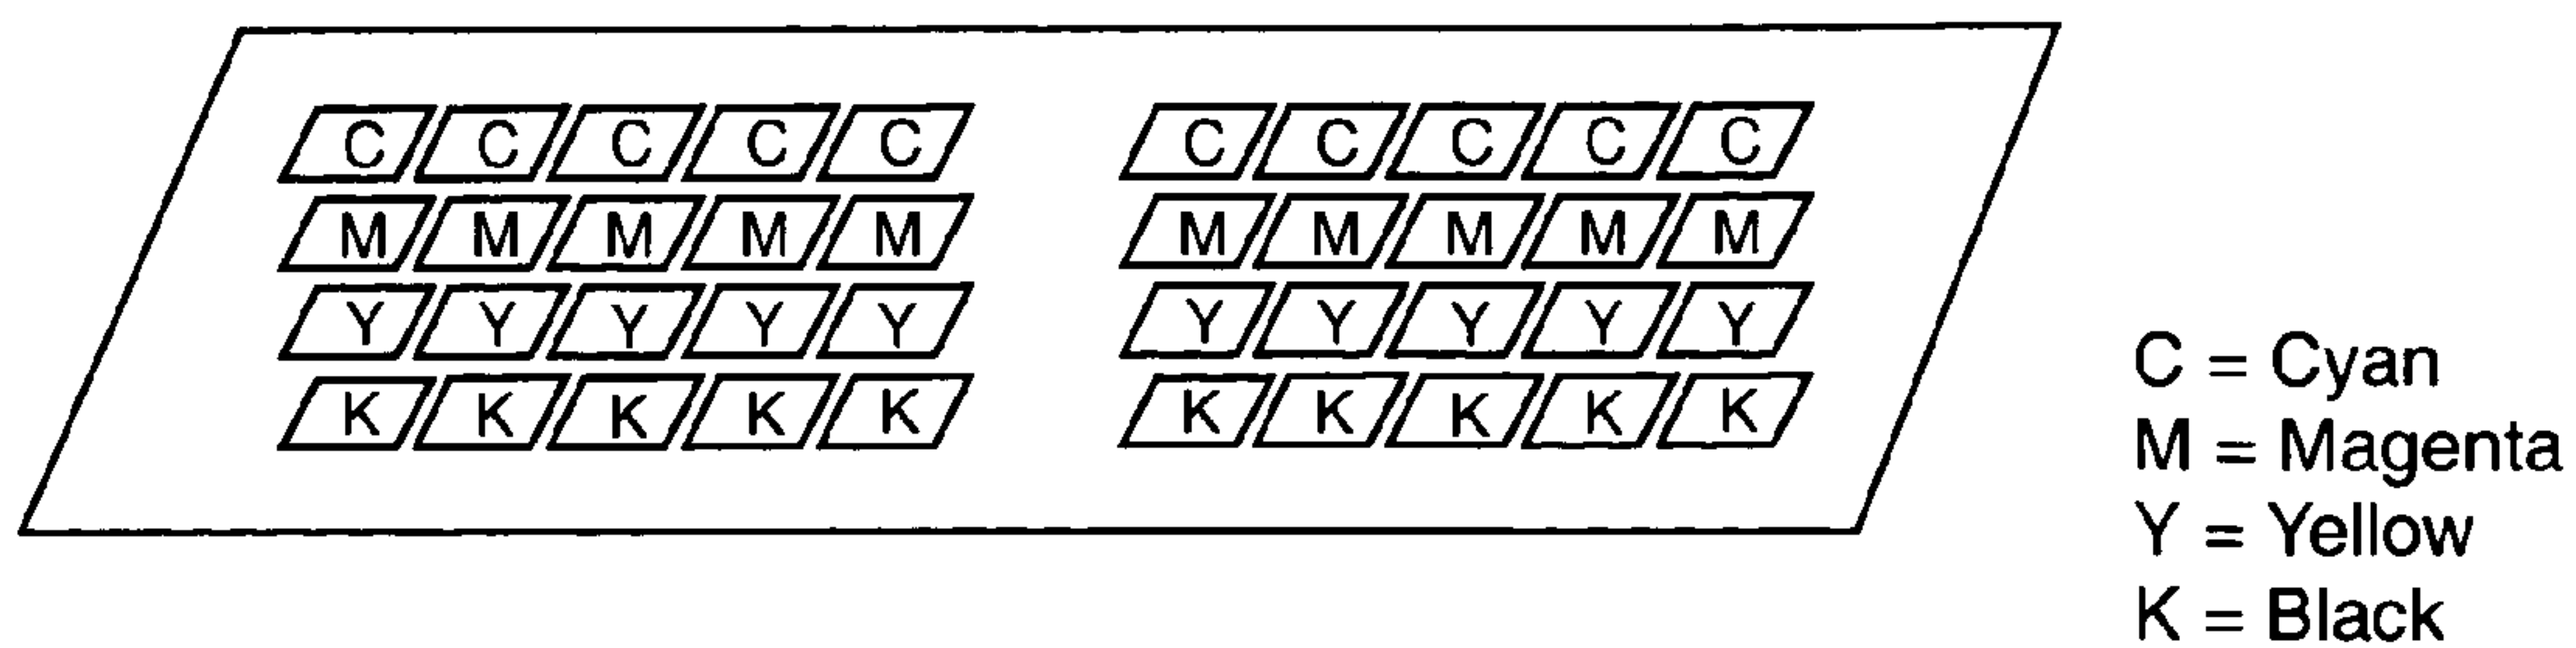 C C C C C C C C C C
M M M M M M M M M M
Y Y Y Y Y Y Y Y Y Y
K K K K K K K K K K
C = Cyan
M = Magenta
Y = Yellow
K = Black